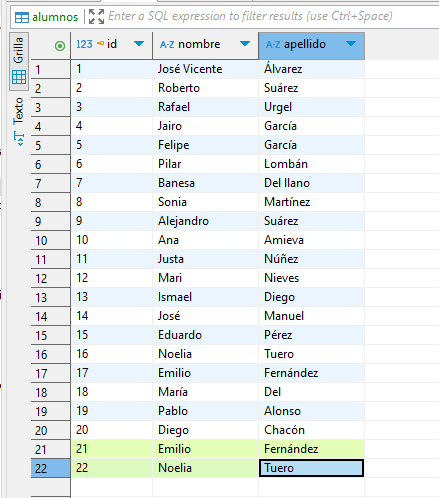 alumnos Enter a SQL expression to filter results (use Ctrl+Space)
Grilla
Texto
123 id A-Z nombre A-Z apellido
1 1 José Vicente Álvarez
2 2 Roberto Suárez
3 3 Rafael Urgel
4 4 Jairo García
5 5 Felipe García
6 6 Pilar Lombán
7 7 Banesa Del llano
8 8 Sonia Martínez
9 9 Alejandro Suárez
10 10 Ana Amieva
11 11 Justa Núñez
12 12 Mari Nieves
13 13 Ismael Diego
14 14 José Manuel
15 15 Eduardo Pérez
16 16 Noelia Tuero
17 17 Emilio Fernández
18 18 María Del
19 19 Pablo Alonso
20 20 Diego Chacón
21 21 Emilio Fernández
22 22 Noelia Tuero